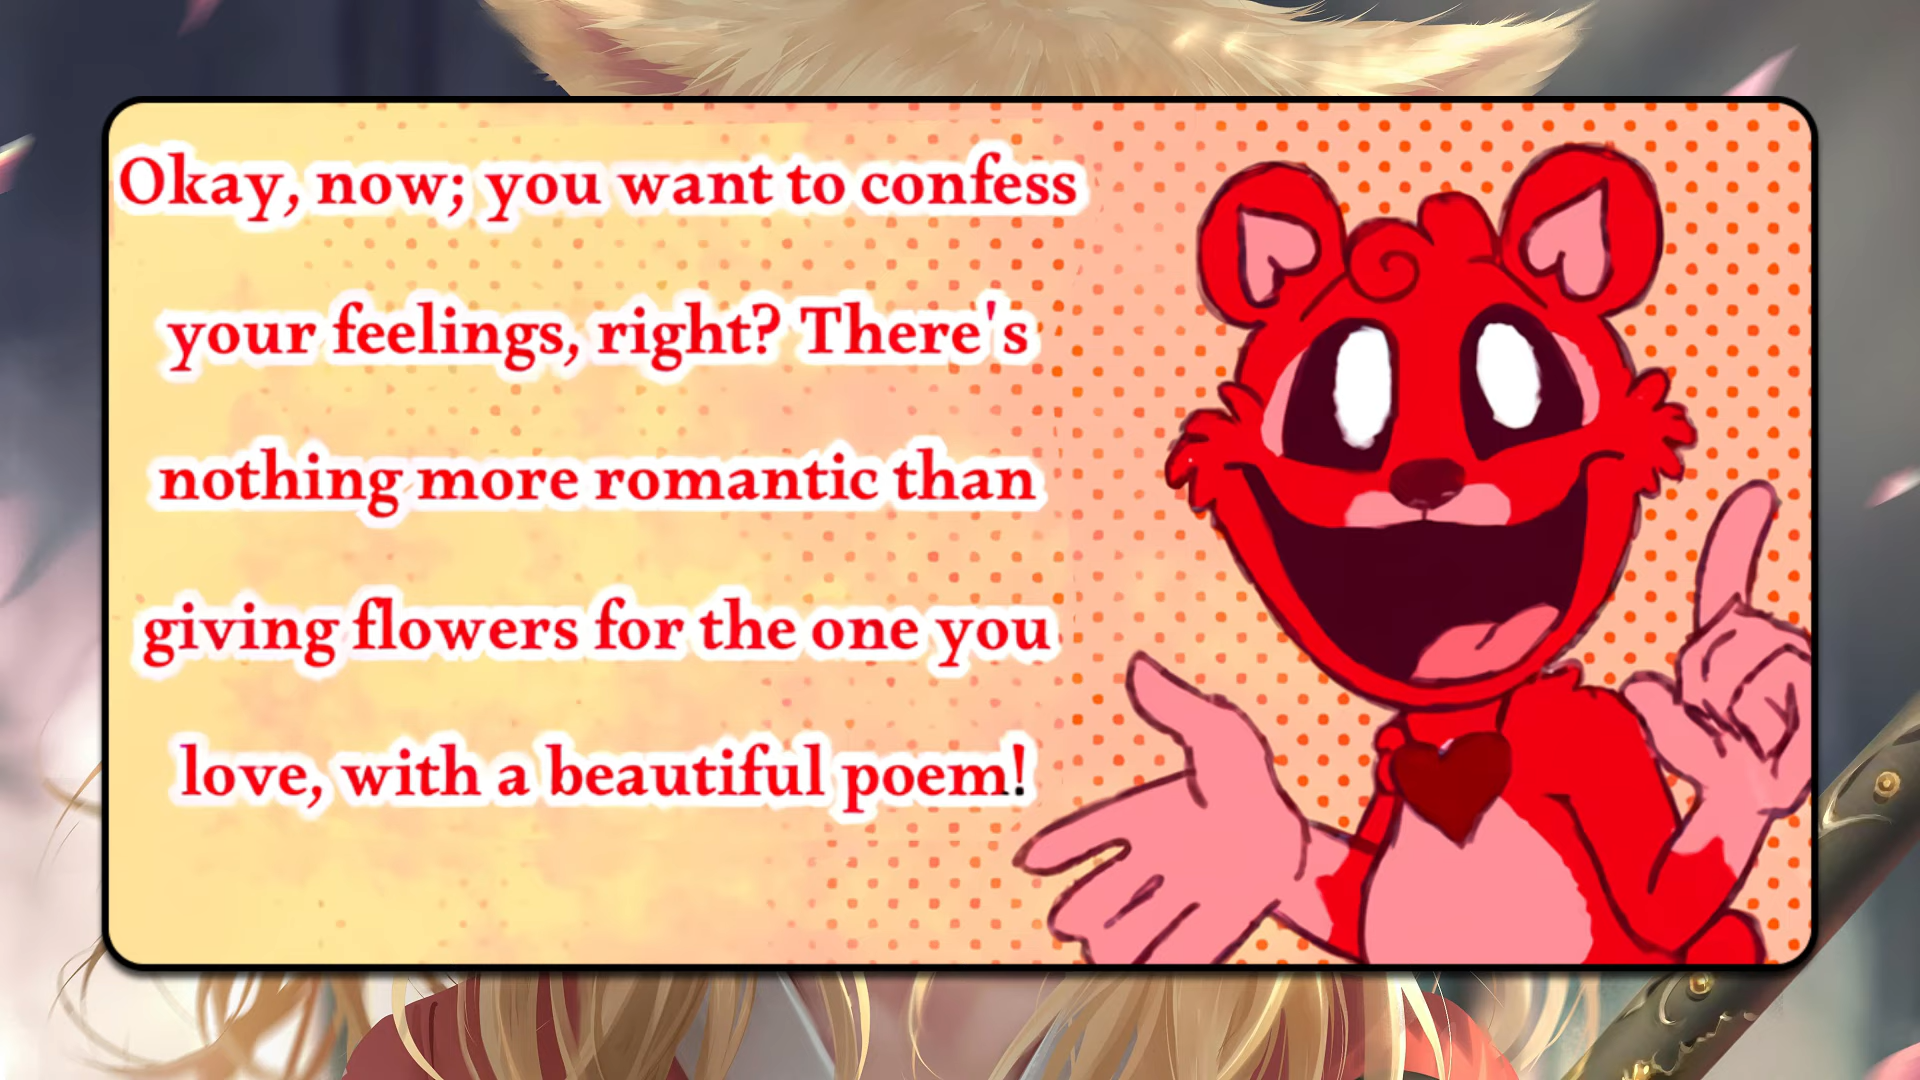 Okay, now; you want to confess
your feelings, right? There's
nothing more romantic than
giving flowers for the one you
love, with a beautiful poem!